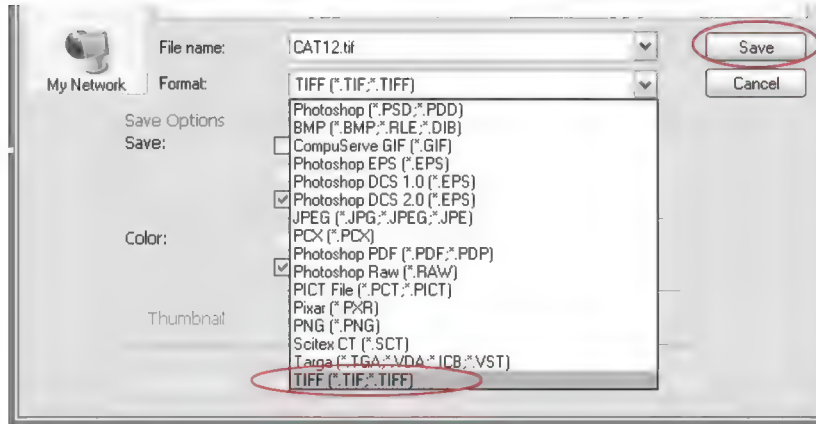 File name:
CAT12.tif
Save
My Network
Format:
TIFF (*.TIF;*.TIFF)
Cancel
Save Options
Save:
Photoshop (*.PSD;*.PDD)
BMP (*.BMP;*.RLE;*.DIB)
CompuServe GIF (*.GIF)
Photoshop EPS (*.EPS)
Photoshop DCS 1.0 (*.EPS)
Photoshop DCS 2.0 (*.EPS)
JPEG (*.JPG;*.JPEG;*.JPE)
Color:
PCX (*.PCX)
Photoshop PDF (*.PDF;*.PDP)
Photoshop Raw (*.RAW)
PICT File (*.PCT;*.PICT)
Pixar (*.PXR)
Thumbnail
PNG (*.PNG)
Scitex CT (*.SCT)
Targa (*.TGA;*.VDA;*.ICB;*.VST)
TIFF (*.TIF;*.TIFF)